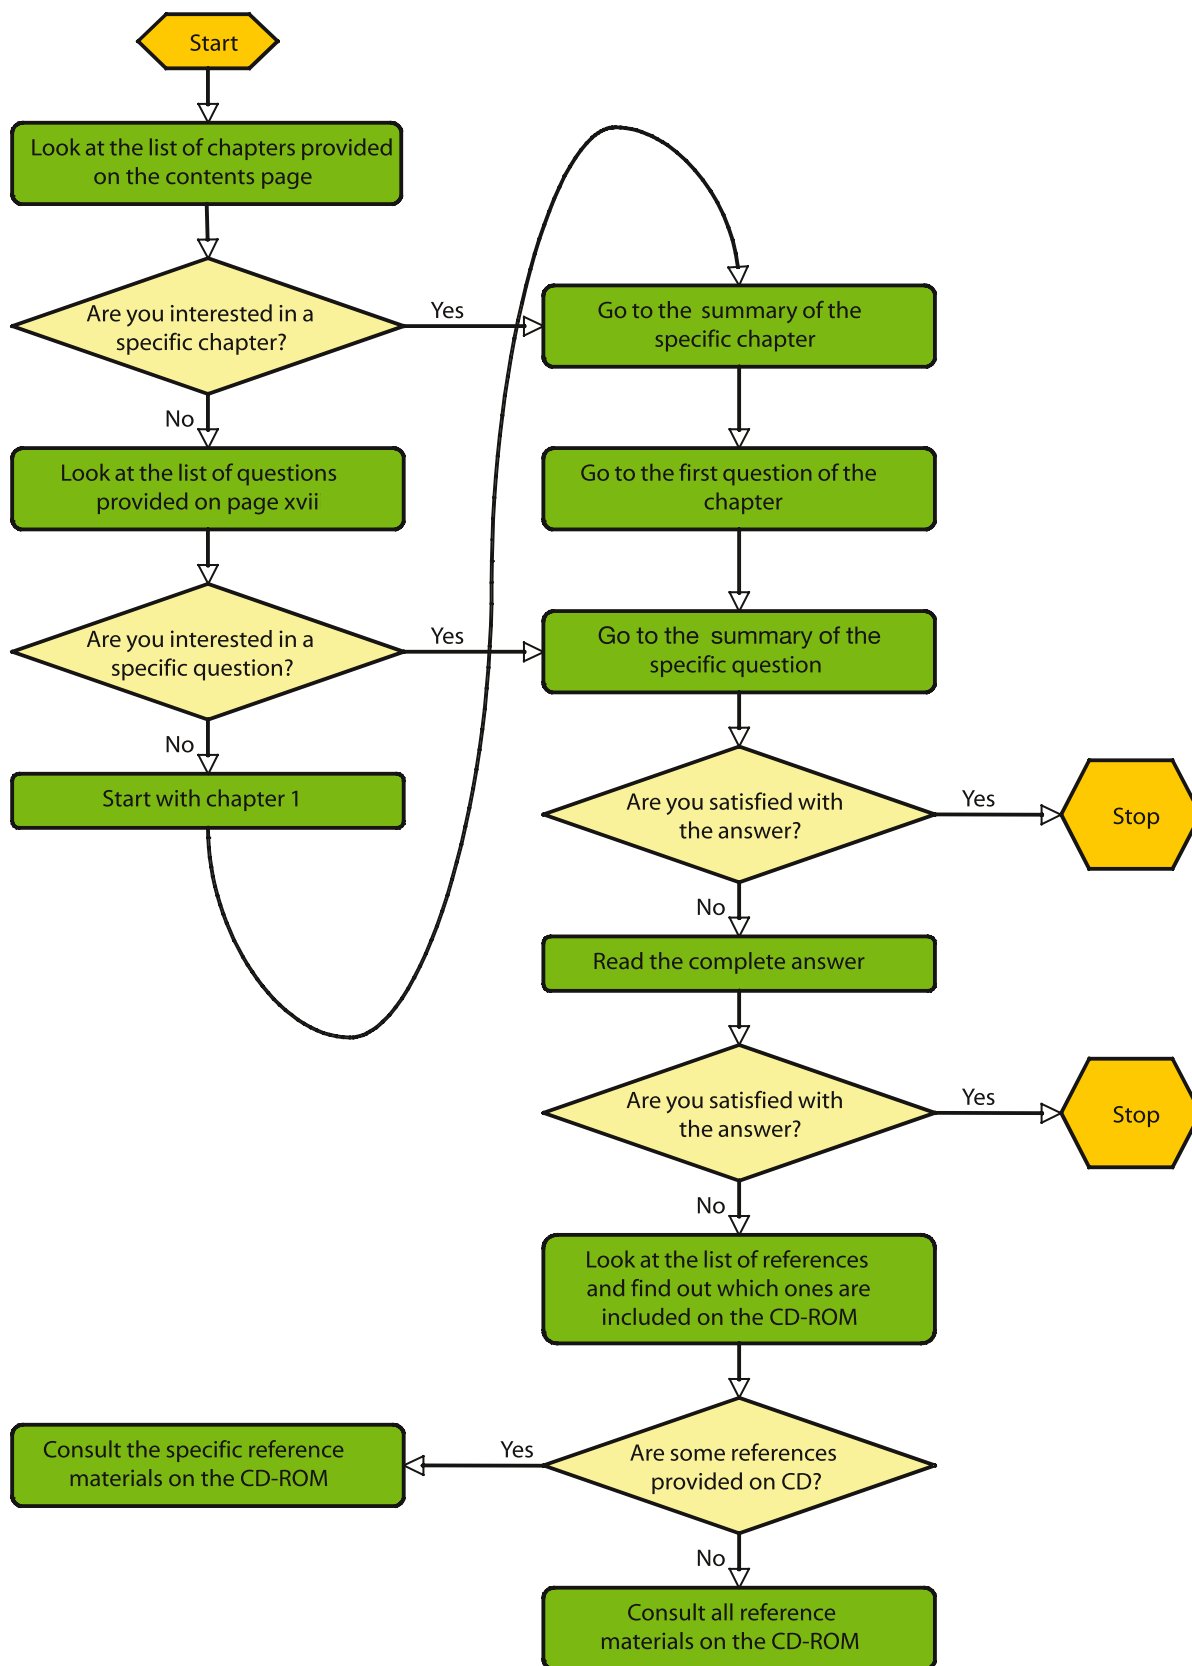 Start
Look at the list of chapters provided
on the contents page
Are you interested in a
specific chapter?
Yes
Go to the summary of the
specific chapter
No
Look at the list of questions
provided on page xvii
Go to the first question of the
chapter
Are you interested in a
specific question?
Yes
Go to the summary of the
specific question
No
Start with chapter 1
Are you satisfied with
the answer?
Yes
Stop
No
Read the complete answer
Are you satisfied with
the answer?
Yes
Stop
No
Look at the list of references
and find out which ones are
included on the CD-ROM
Are some references
provided on CD?
Yes
Consult the specific reference
materials on the CD-ROM
No
Consult all reference
materials on the CD-ROM